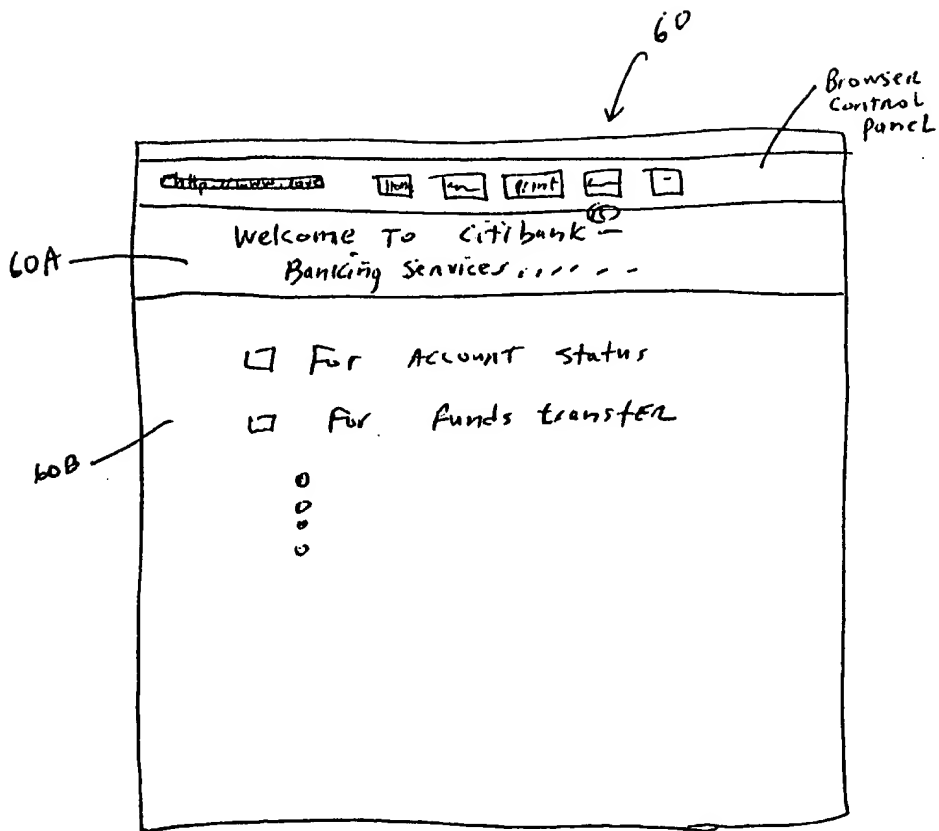 60
Browser
Control
Panel
print
Welcome To Citibank –
60A
Banking Services . . . . . .
For Account status
For funds transfer
60B